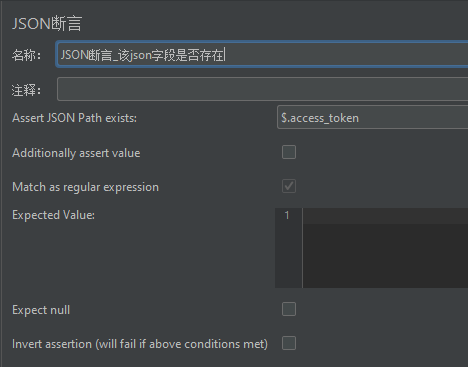 JSON断言
名称： JSON断言_该json字段是否存在
注释：
Assert JSON Path exists: $.access_token
Additionally assert value
Match as regular expression
Expected Value: 1
Expect null
Invert assertion (will fail if above conditions met)